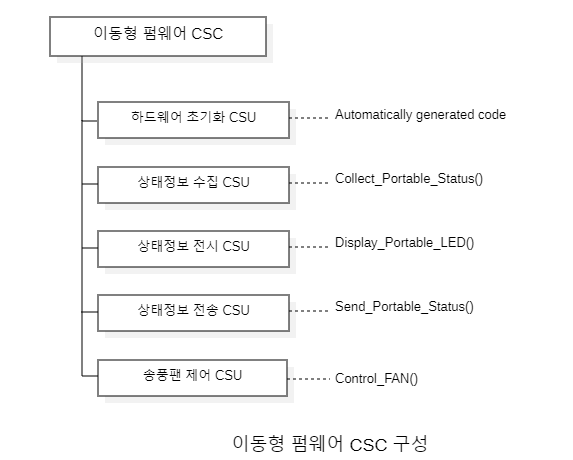 이동형 펌웨어 CSC
하드웨어 초기화 CSU
Automatically generated code
상태정보 수집 CSU
Collect_Portable_Status()
상태정보 전시 CSU
Display_Portable_LED()
상태정보 전송 CSU
Send_Portable_Status()
송풍팬 제어 CSU
Control_FAN()
이동형 펌웨어 CSC 구성